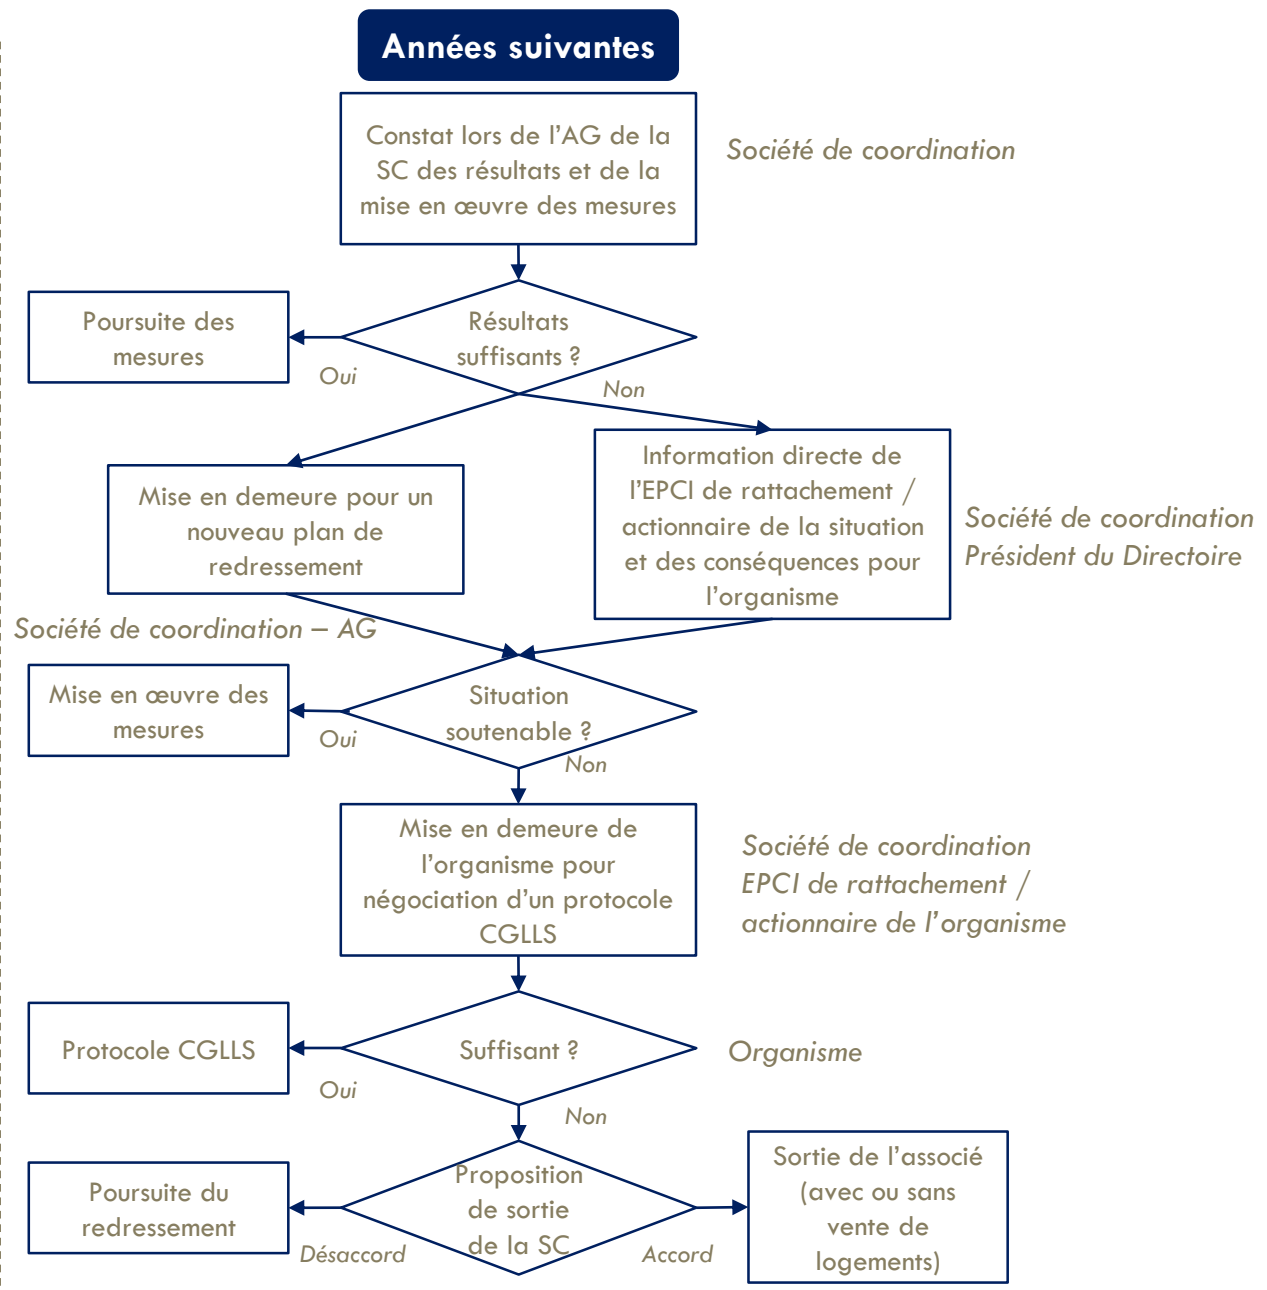 Années suivantes
Constat lors de l’AG de la
SC des résultats et de la
mise en œuvre des mesures
Société de coordination
Résultats
suffisants ?
Poursuite des
mesures
Oui
Non
Mise en demeure pour un
nouveau plan de
redressement
Société de coordination – AG
Information directe de
l’EPCI de rattachement /
actionnaire de la situation
et des conséquences pour
l’organisme
Société de coordination
Président du Directoire
Situation
soutenable ?
Mise en œuvre des
mesures
Oui
Non
Mise en demeure de
l’organisme pour
négociation d’un protocole
CGLLS
Société de coordination
EPCI de rattachement /
actionnaire de l’organisme
Suffisant ?
Organisme
Protocole CGLLS
Oui
Non
Proposition
de sortie
de la SC
Poursuite du
redressement
Désaccord
Accord
Sortie de l’associé
(avec ou sans
vente de
logements)